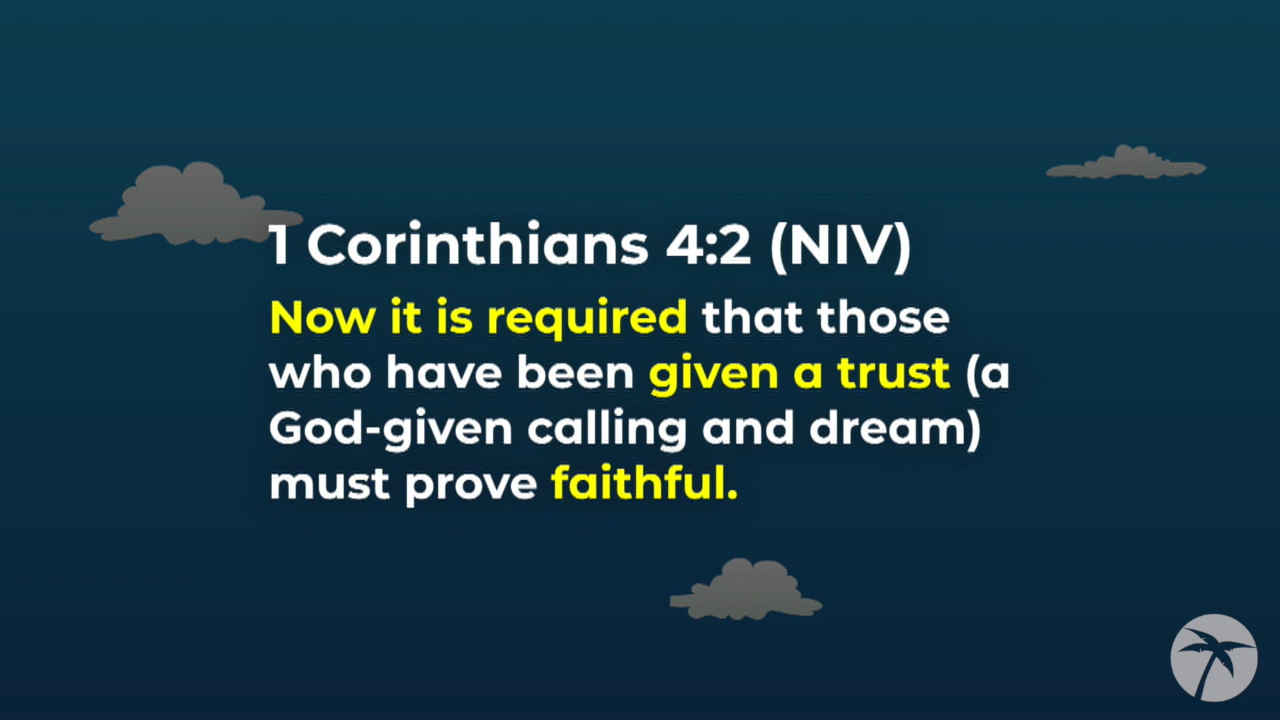 1 Corinthians 4:2 (NIV)
Now it is required that those
who have been given a trust (a
God-given calling and dream)
must prove faithful.